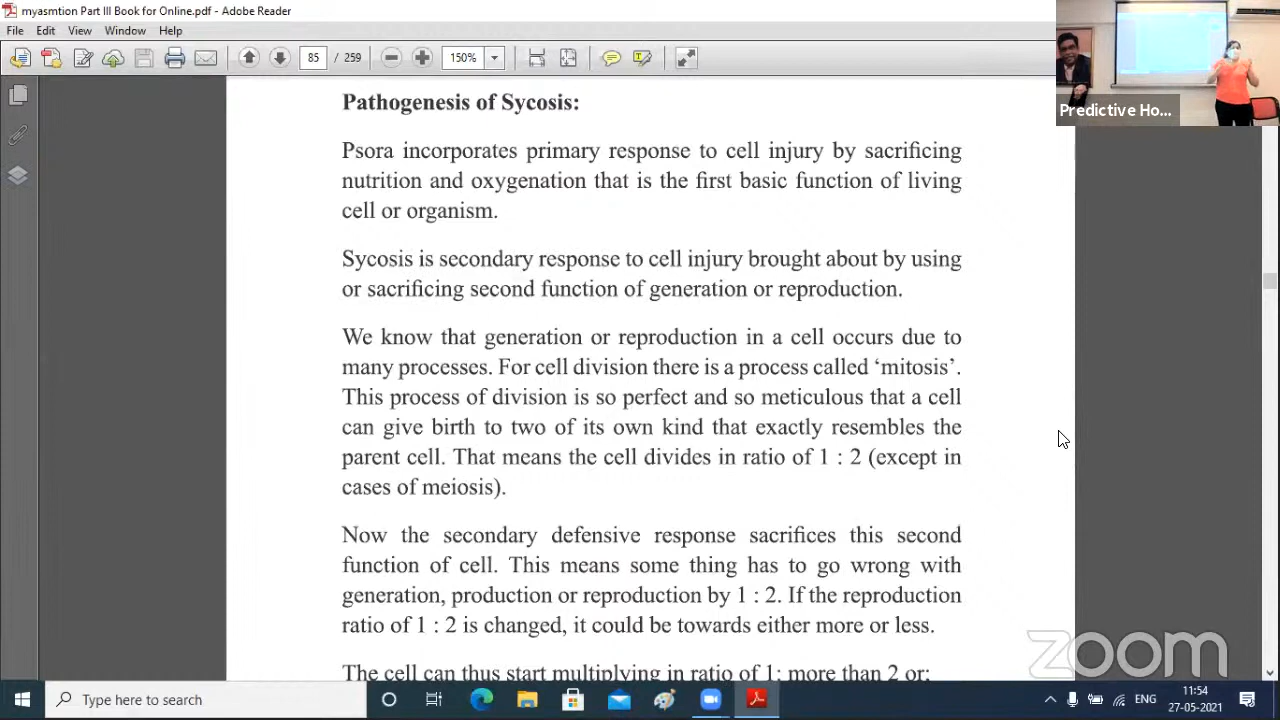 myasmtion Part III Book for Online.pdf - Adobe Reader
File Edit View Window Help
85 / 259 150%
Predictive Ho...
Pathogenesis of Sycosis:
Psora incorporates primary response to cell injury by sacrificing
nutrition and oxygenation that is the first basic function of living
cell or organism.
Sycosis is secondary response to cell injury brought about by using
or sacrificing second function of generation or reproduction.
We know that generation or reproduction in a cell occurs due to
many processes. For cell division there is a process called ‘mitosis’.
This process of division is so perfect and so meticulous that a cell
can give birth to two of its own kind that exactly resembles the
parent cell. That means the cell divides in ratio of 1 : 2 (except in
cases of meiosis).
Now the secondary defensive response sacrifices this second
function of cell. This means some thing has to go wrong with
generation, production or reproduction by 1 : 2. If the reproduction
ratio of 1 : 2 is changed, it could be towards either more or less.
The cell can thus start multiplying in ratio of 1: more than 2 or;
zoom
Type here to search
ENG
11:54
27-05-2021